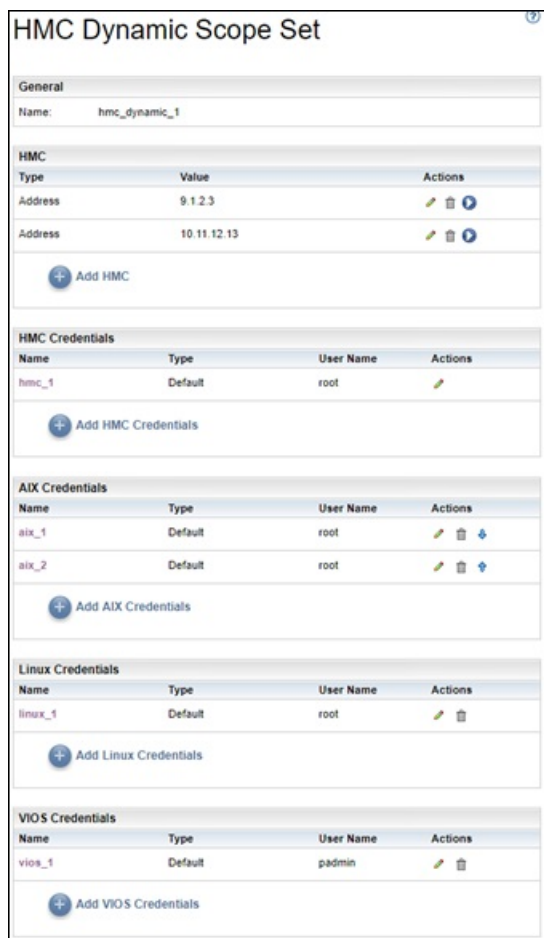 HMC Dynamic Scope Set
?
General
Name: hmc_dynamic_1
HMC
Type Value Actions
Address 9.1.2.3
Address 10.11.12.13
Add HMC
HMC Credentials
Name Type User Name Actions
hmc_1 Default root
Add HMC Credentials
AIX Credentials
Name Type User Name Actions
aix_1 Default root
aix_2 Default root
Add AIX Credentials
Linux Credentials
Name Type User Name Actions
linux_1 Default root
Add Linux Credentials
VIOS Credentials
Name Type User Name Actions
vios_1 Default padmin
Add VIOS Credentials